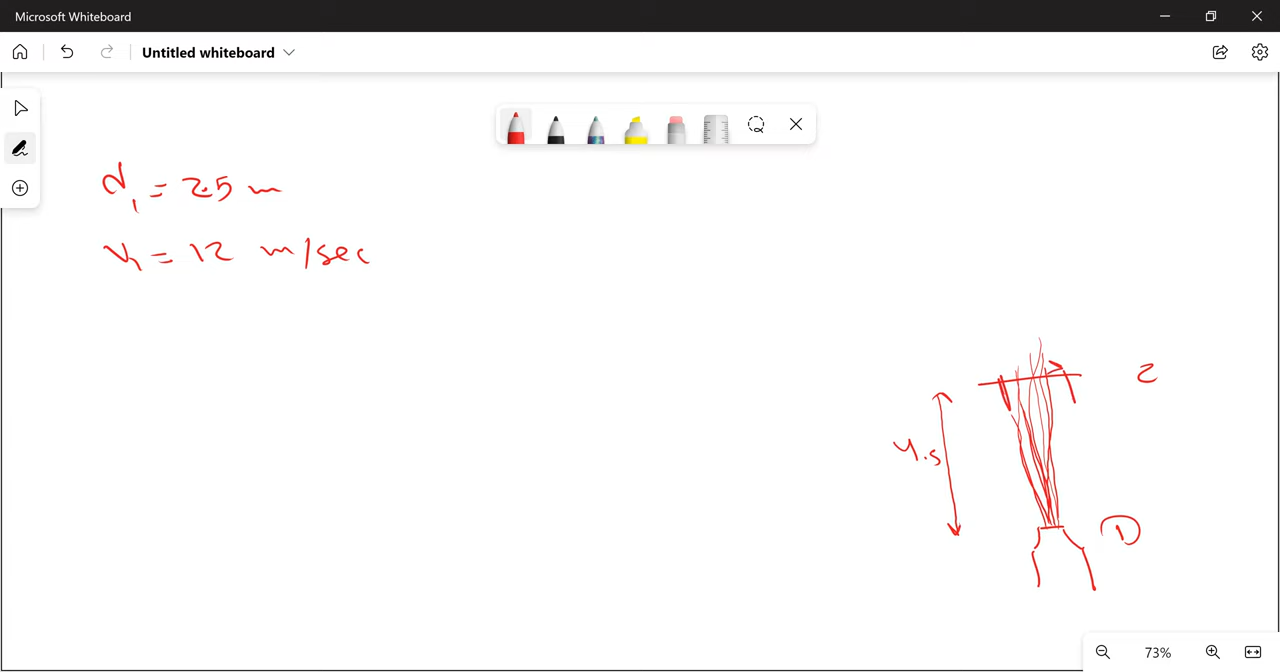 Microsoft Whiteboard
Untitled whiteboard
d₁ = 2.5 m
V₁ = 12 m/sec
2
4.5
①
73%